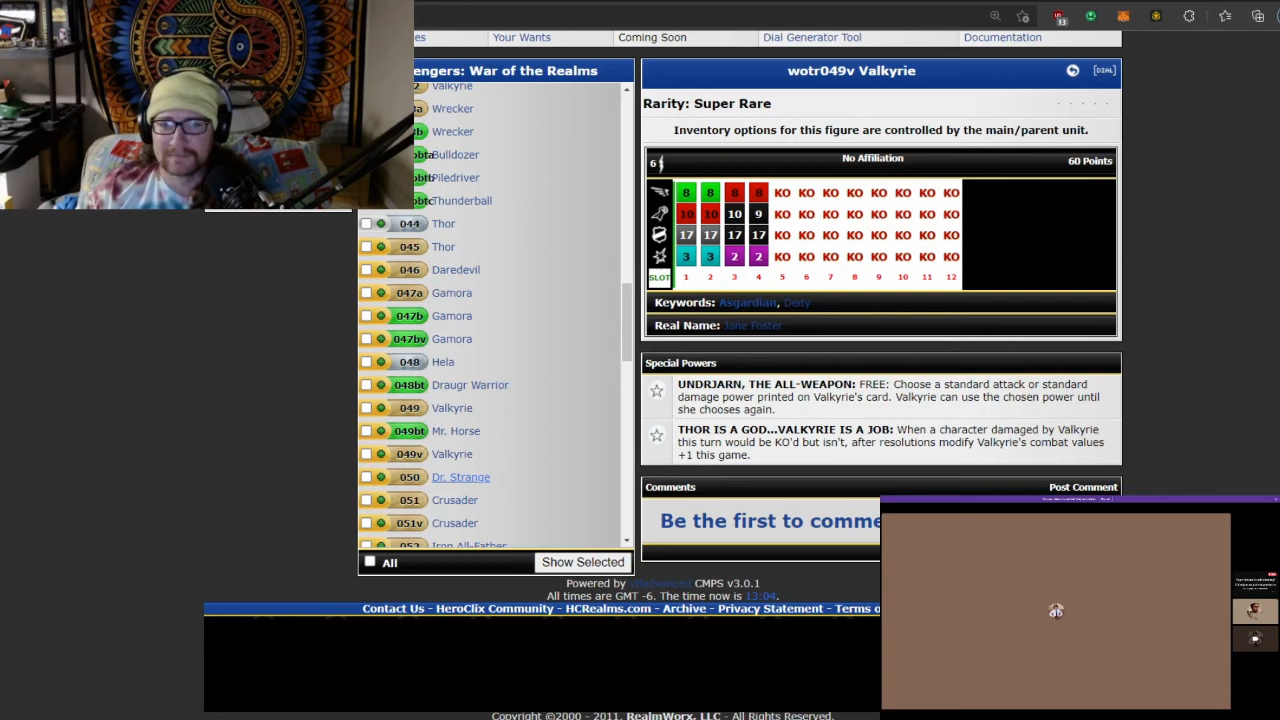 Your Wants
Coming Soon
Dial Generator Tool
Documentation
13
engers: War of the Realms
Valkyrie
Wrecker
Wrecker
Bulldozer
Piledriver
Thunderball
044 Thor
045 Thor
046 Daredevil
047a Gamora
047b Gamora
047bv Gamora
048 Hela
048bt Draugr Warrior
049 Valkyrie
049bt Mr. Horse
049v Valkyrie
050 Dr. Strange
051 Crusader
051v Crusader
052 Iron All-Father
All
Show Selected
wotr049v Valkyrie
[DIAL]
Rarity: Super Rare
Inventory options for this figure are controlled by the main/parent unit.
6
No Affiliation
60 Points
8 8 8 8 KO KO KO KO KO KO KO KO
10 10 10 9 KO KO KO KO KO KO KO KO
17 17 17 17 KO KO KO KO KO KO KO KO
3 3 2 2 KO KO KO KO KO KO KO KO
SLOT 1 2 3 4 5 6 7 8 9 10 11 12
Keywords: Asgardian, Deity
Real Name: Jane Foster
Special Powers
UNDRJARN, THE ALL-WEAPON: FREE: Choose a standard attack or standard
damage power printed on Valkyrie's card. Valkyrie can use the chosen power until
she chooses again.
THOR IS A GOD...VALKYRIE IS A JOB: When a character damaged by Valkyrie
this turn would be KO'd but isn't, after resolutions modify Valkyrie's combat values
+1 this game.
Comments
Post Comment
Be the first to comme
Powered by vBadvanced CMPS v3.0.1
All times are GMT -6. The time now is 13:04.
Contact Us - HeroClix Community - HCRealms.com - Archive - Privacy Statement - Terms o
Copyright ©2000 - 2011, RealmWorx, LLC - All Rights Reserved.